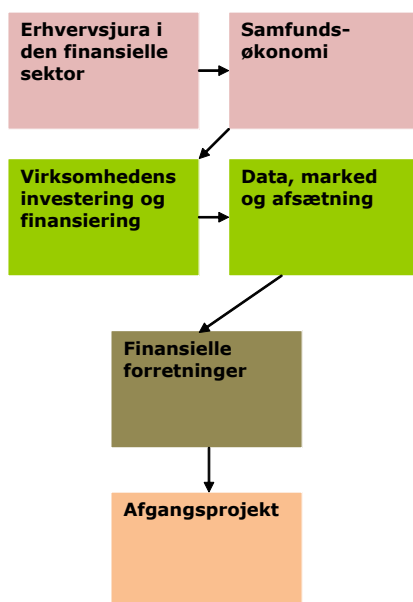 Erhvervsjura i
den finansielle
sektor
Samfunds-
økonomi
Virksomhedens
investering og
finansiering
Data, marked
og afsætning
Finansielle
forretninger
Afgangsprojekt